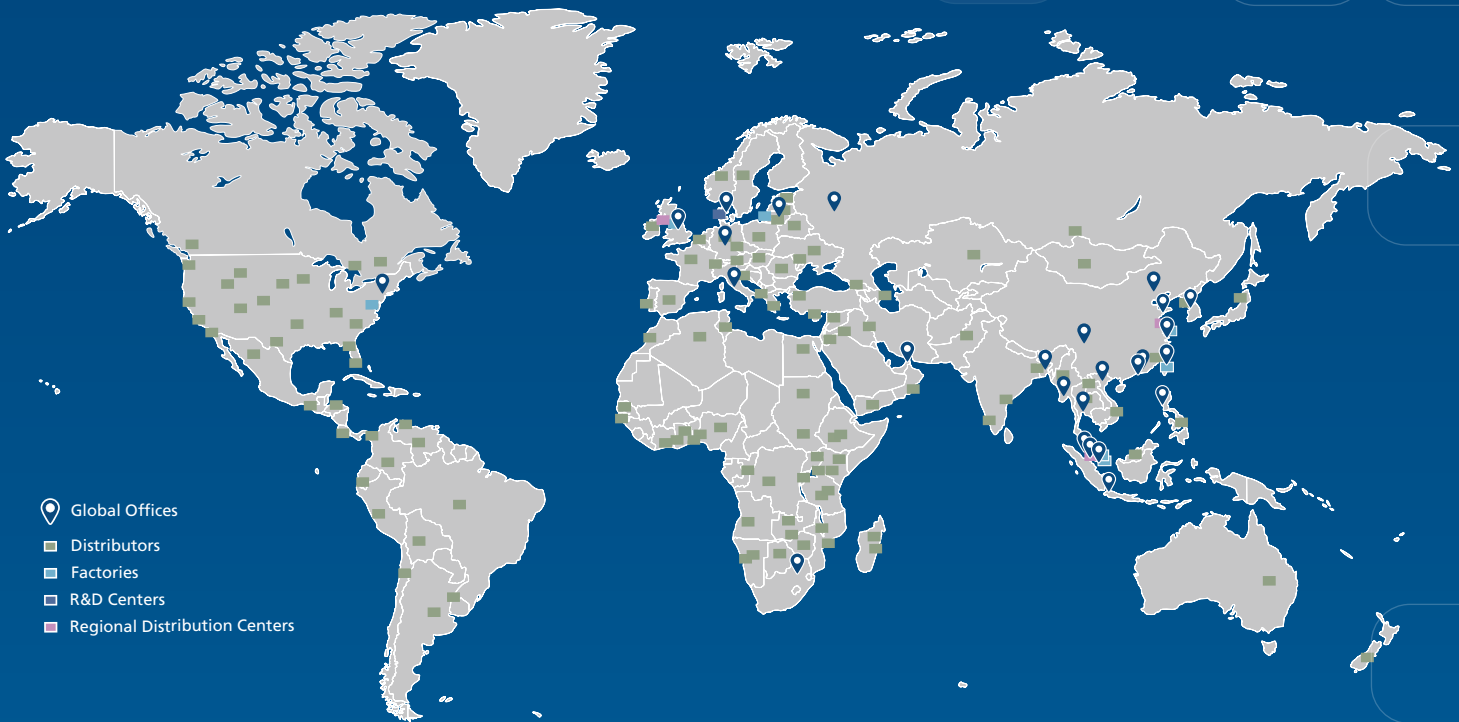 Global Offices
Distributors
Factories
R&D Centers
Regional Distribution Centers